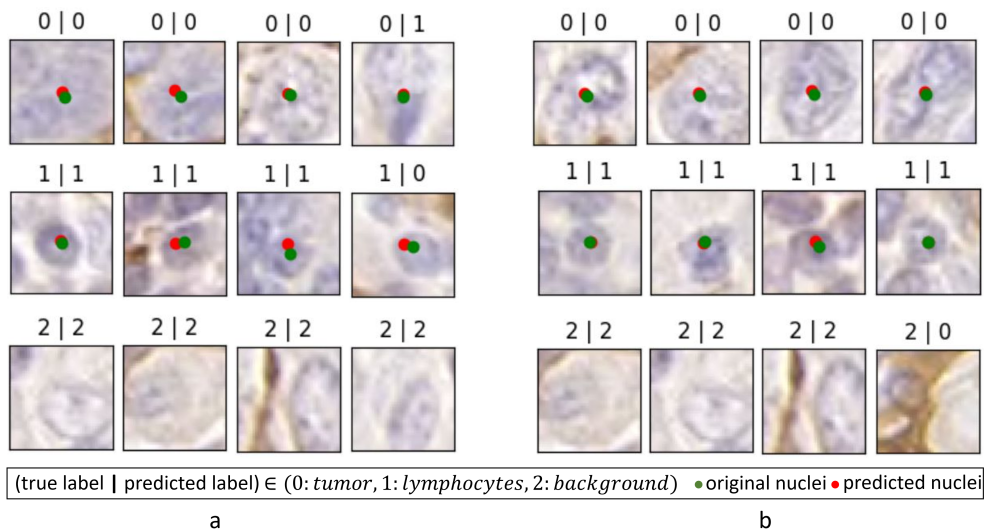 0 | 0 0 | 0 0 | 0 0 | 1 0 | 0 0 | 0 0 | 0 0 | 0
1 | 1 1 | 1 1 | 1 1 | 0 1 | 1 1 | 1 1 | 1 1 | 1
2 | 2 2 | 2 2 | 2 2 | 2 2 | 2 2 | 2 2 | 2 2 | 0
(true label | predicted label) ∈ (0: tumor, 1: lymphocytes, 2: background) original nuclei predicted nuclei
a b